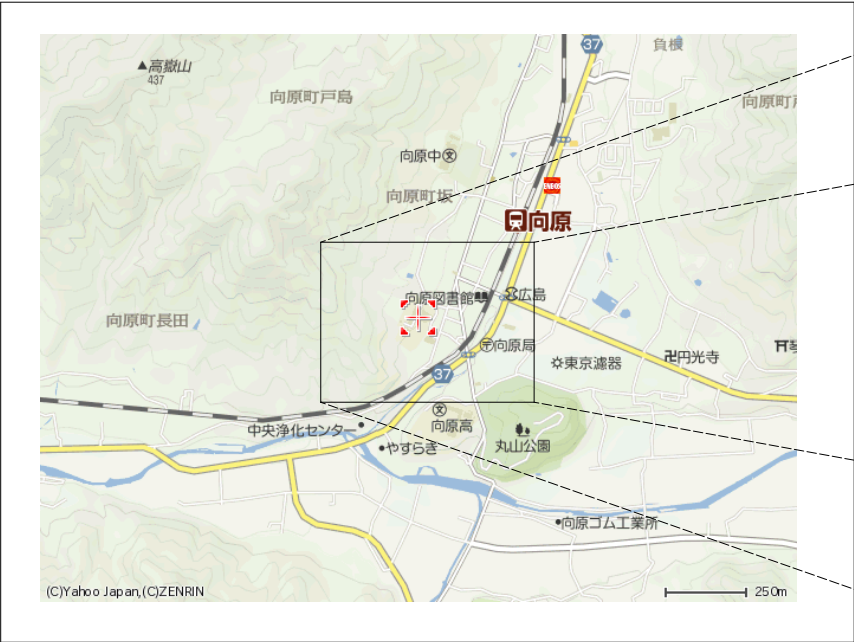 37
負機
▲高嶽山
437
向原町戸島
向原町
向原中
文
ENEOS
向原町坂
向原
向原図書館
広島
向原町長田
〒向原局
東京濾器
卍円光寺
37
文
向原高
中央浄化センター
やすらぎ
丸山公園
向原ゴム工業所
(C)Yahoo Japan,(C)ZENRIN
250m